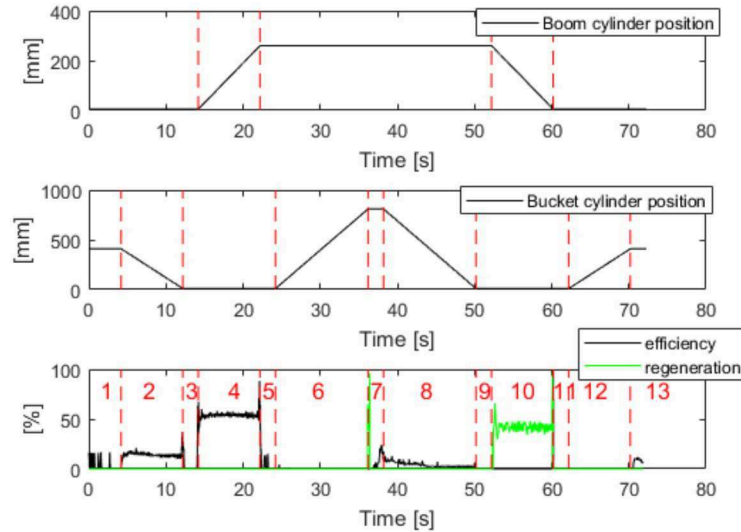 400
Boom cylinder position
[mm]
200
0
0 10 20 30 40 50 60 70 80
Time [s]
1000
Bucket cylinder position
[mm]
500
0
0 10 20 30 40 50 60 70 80
Time [s]
efficiency
regeneration
100
[%]
50
0
1 2 3 4 5 6 7 8 9 10 11 12 13
0 10 20 30 40 50 60 70 80
Time [s]